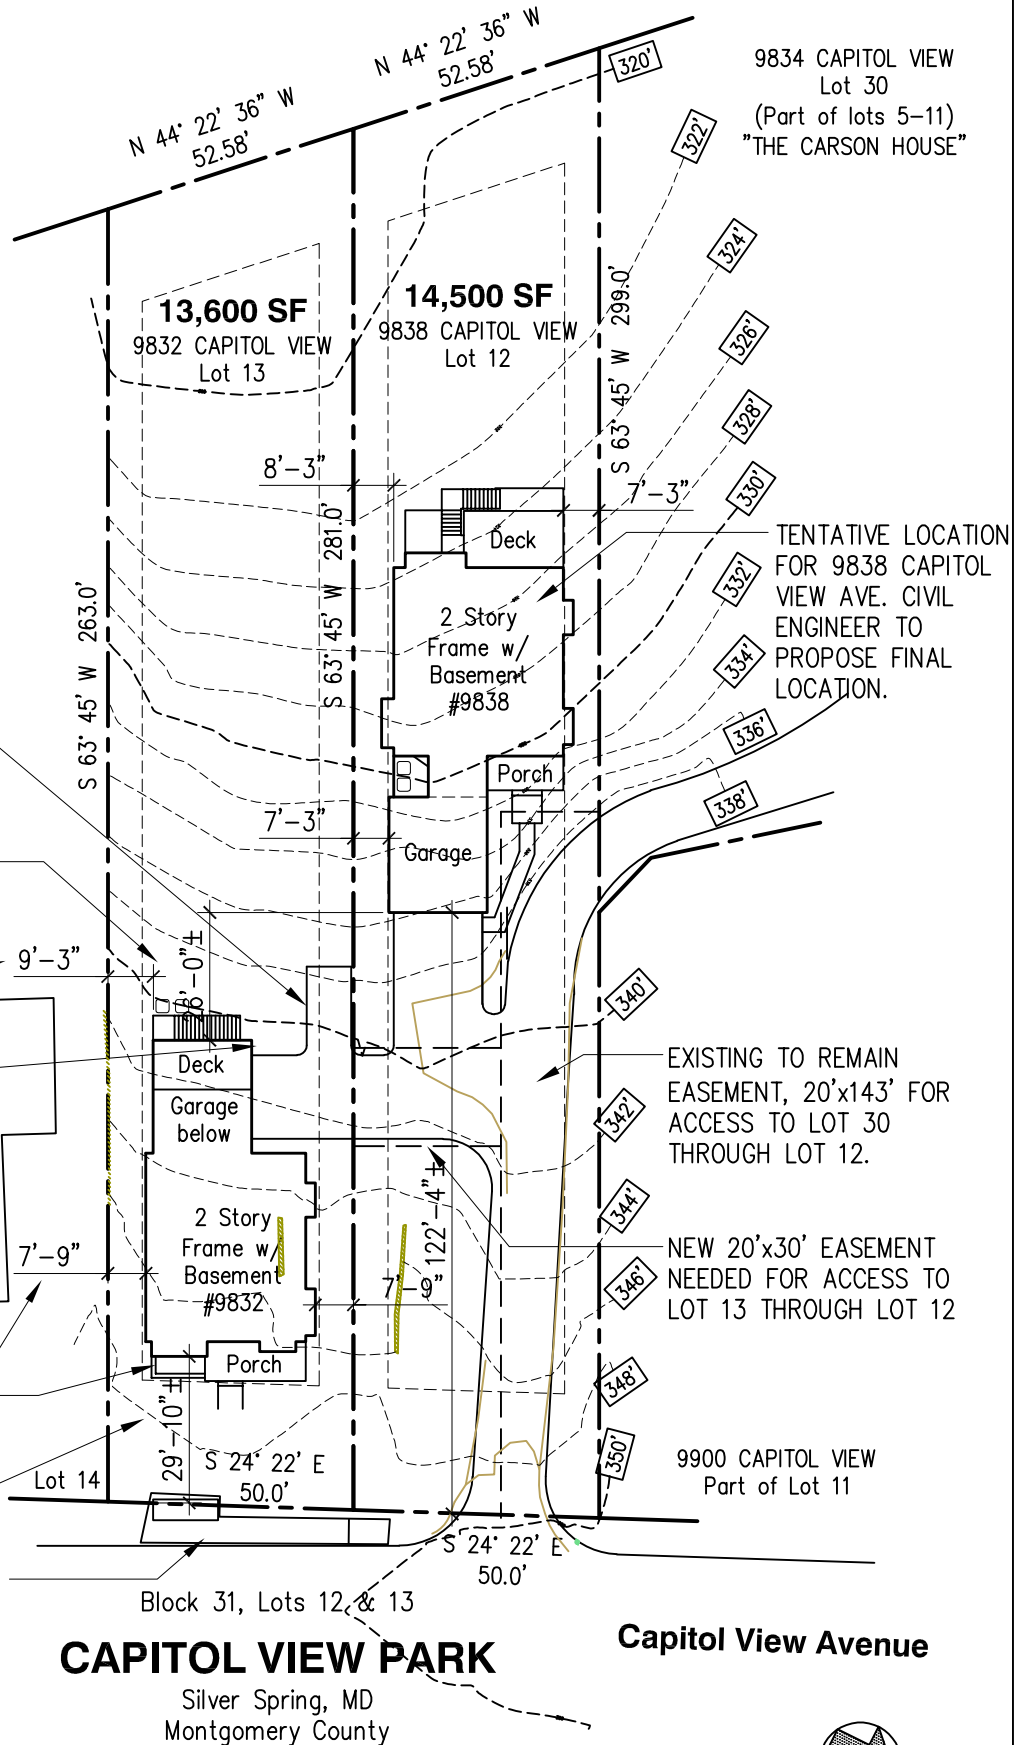 N 44° 22' 36" W
52.58'
N 44° 22' 36" W
52.58'
320'
9834 CAPITOL VIEW
Lot 30
(Part of lots 5-11)
"THE CARSON HOUSE"
322'
324'
326'
328'
330'
332'
334'
336'
338'
340'
342'
344'
346'
348'
350'
13,600 SF
9832 CAPITOL VIEW
Lot 13
14,500 SF
9838 CAPITOL VIEW
Lot 12
S 63° 45' W 299.0'
S 63° 45' W 281.0'
S 63° 45' W 263.0'
8'-3"
7'-3"
Deck
TENTATIVE LOCATION
FOR 9838 CAPITOL
VIEW AVE. CIVIL
ENGINEER TO
PROPOSE FINAL
LOCATION.
2 Story
Frame w/
Basement
#9838
Porch
7'-3"
Garage
9'-3"
Deck
Garage
below
EXISTING TO REMAIN
EASEMENT, 20'x143' FOR
ACCESS TO LOT 30
THROUGH LOT 12.
122'-4"±
2 Story
Frame w/
Basement
#9832
7'-9"
7'-9"
NEW 20'x30' EASEMENT
NEEDED FOR ACCESS TO
LOT 13 THROUGH LOT 12
Porch
29'-10"±
Lot 14
S 24° 22' E
50.0'
9900 CAPITOL VIEW
Part of Lot 11
S 24° 22' E
50.0'
Block 31, Lots 12 & 13
CAPITOL VIEW PARK
Capitol View Avenue
Silver Spring, MD
Montgomery County